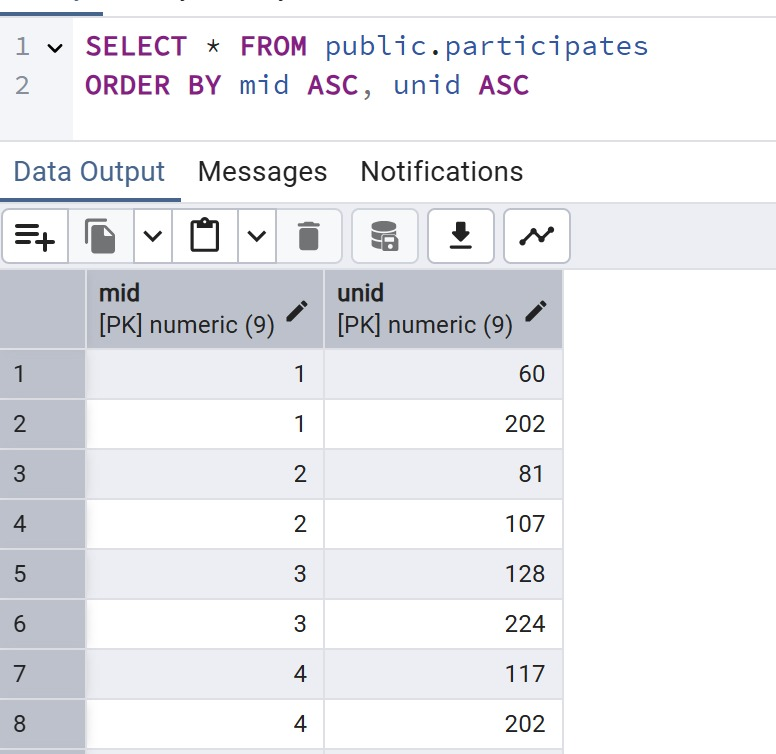 1 SELECT * FROM public.participates
2 ORDER BY mid ASC, unid ASC
Data Output Messages Notifications
mid unid
[PK] numeric (9) [PK] numeric (9)
1 1 60
2 1 202
3 2 81
4 2 107
5 3 128
6 3 224
7 4 117
8 4 202